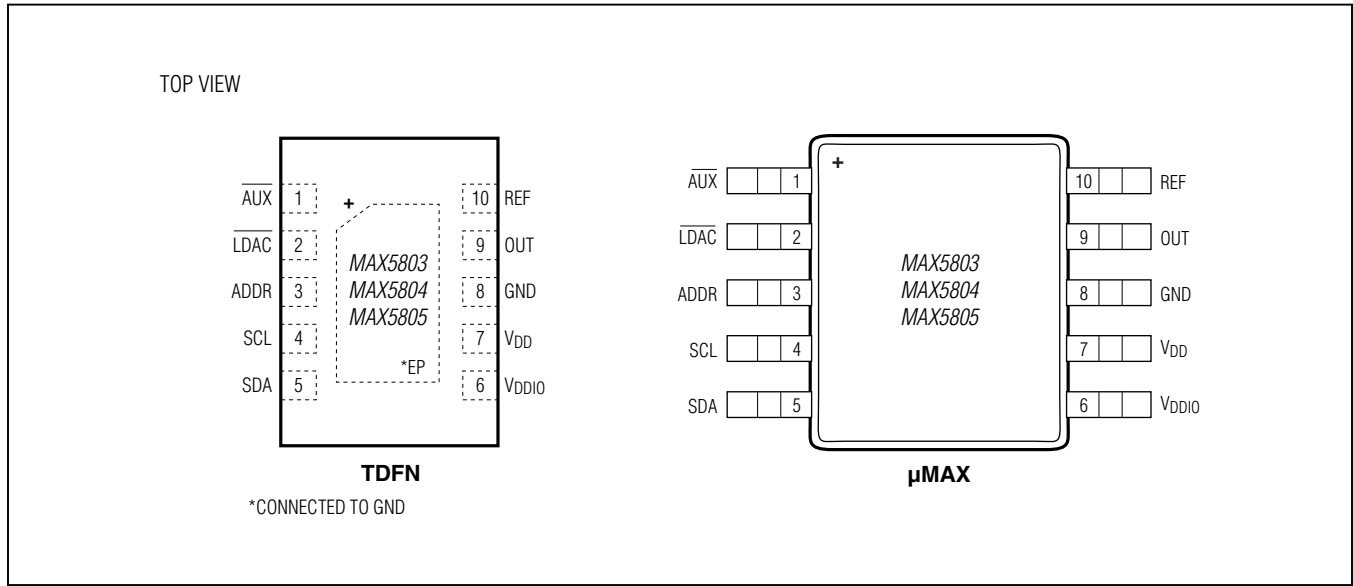 TOP VIEW
AUX 1
LDAC 2
ADDR 3
SCL 4
SDA 5
+
MAX5803
MAX5804
MAX5805
*EP
10 REF
9 OUT
8 GND
7 VDD
6 VDDIO
TDFN
*CONNECTED TO GND
AUX 1
LDAC 2
ADDR 3
SCL 4
SDA 5
+
MAX5803
MAX5804
MAX5805
10 REF
9 OUT
8 GND
7 VDD
6 VDDIO
µMAX